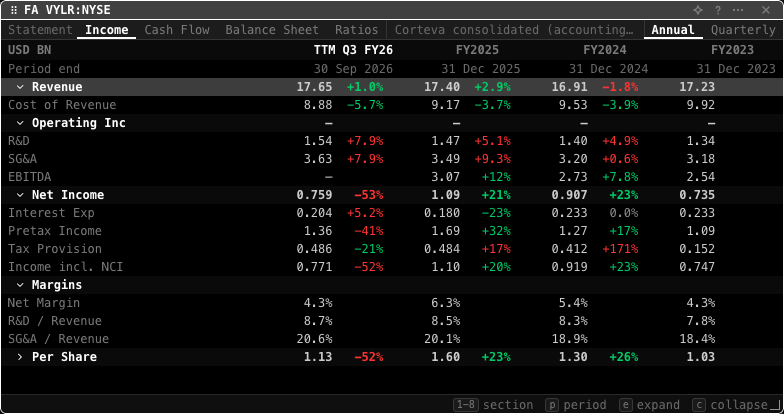 FA VYLR:NYSE ?
Statement Income Cash Flow Balance Sheet Ratios Corteva consolidated (accounting… Annual Quarterly
USD BN TTM Q3 FY26 FY2025 FY2024 FY2023
Period end 30 Sep 2026 31 Dec 2025 31 Dec 2024 31 Dec 2023
Revenue 17.65 +1.0% 17.40 +2.9% 16.91 −1.8% 17.23
Cost of Revenue 8.88 −5.7% 9.17 −3.7% 9.53 −3.9% 9.92
Operating Inc — — — —
R&D 1.54 +7.9% 1.47 +5.1% 1.40 +4.9% 1.34
SG&A 3.63 +7.9% 3.49 +9.3% 3.20 +0.6% 3.18
EBITDA — 3.07 +12% 2.73 +7.8% 2.54
Net Income 0.759 −53% 1.09 +21% 0.907 +23% 0.735
Interest Exp 0.204 +5.2% 0.180 −23% 0.233 0.0% 0.233
Pretax Income 1.36 −41% 1.69 +32% 1.27 +17% 1.09
Tax Provision 0.486 −21% 0.484 +17% 0.412 +171% 0.152
Income incl. NCI 0.771 −52% 1.10 +20% 0.919 +23% 0.747
Margins
Net Margin 4.3% 6.3% 5.4% 4.3%
R&D / Revenue 8.7% 8.5% 8.3% 7.8%
SG&A / Revenue 20.6% 20.1% 18.9% 18.4%
Per Share 1.13 −52% 1.60 +23% 1.30 +26% 1.03
1–8 section p period e expand c collapse